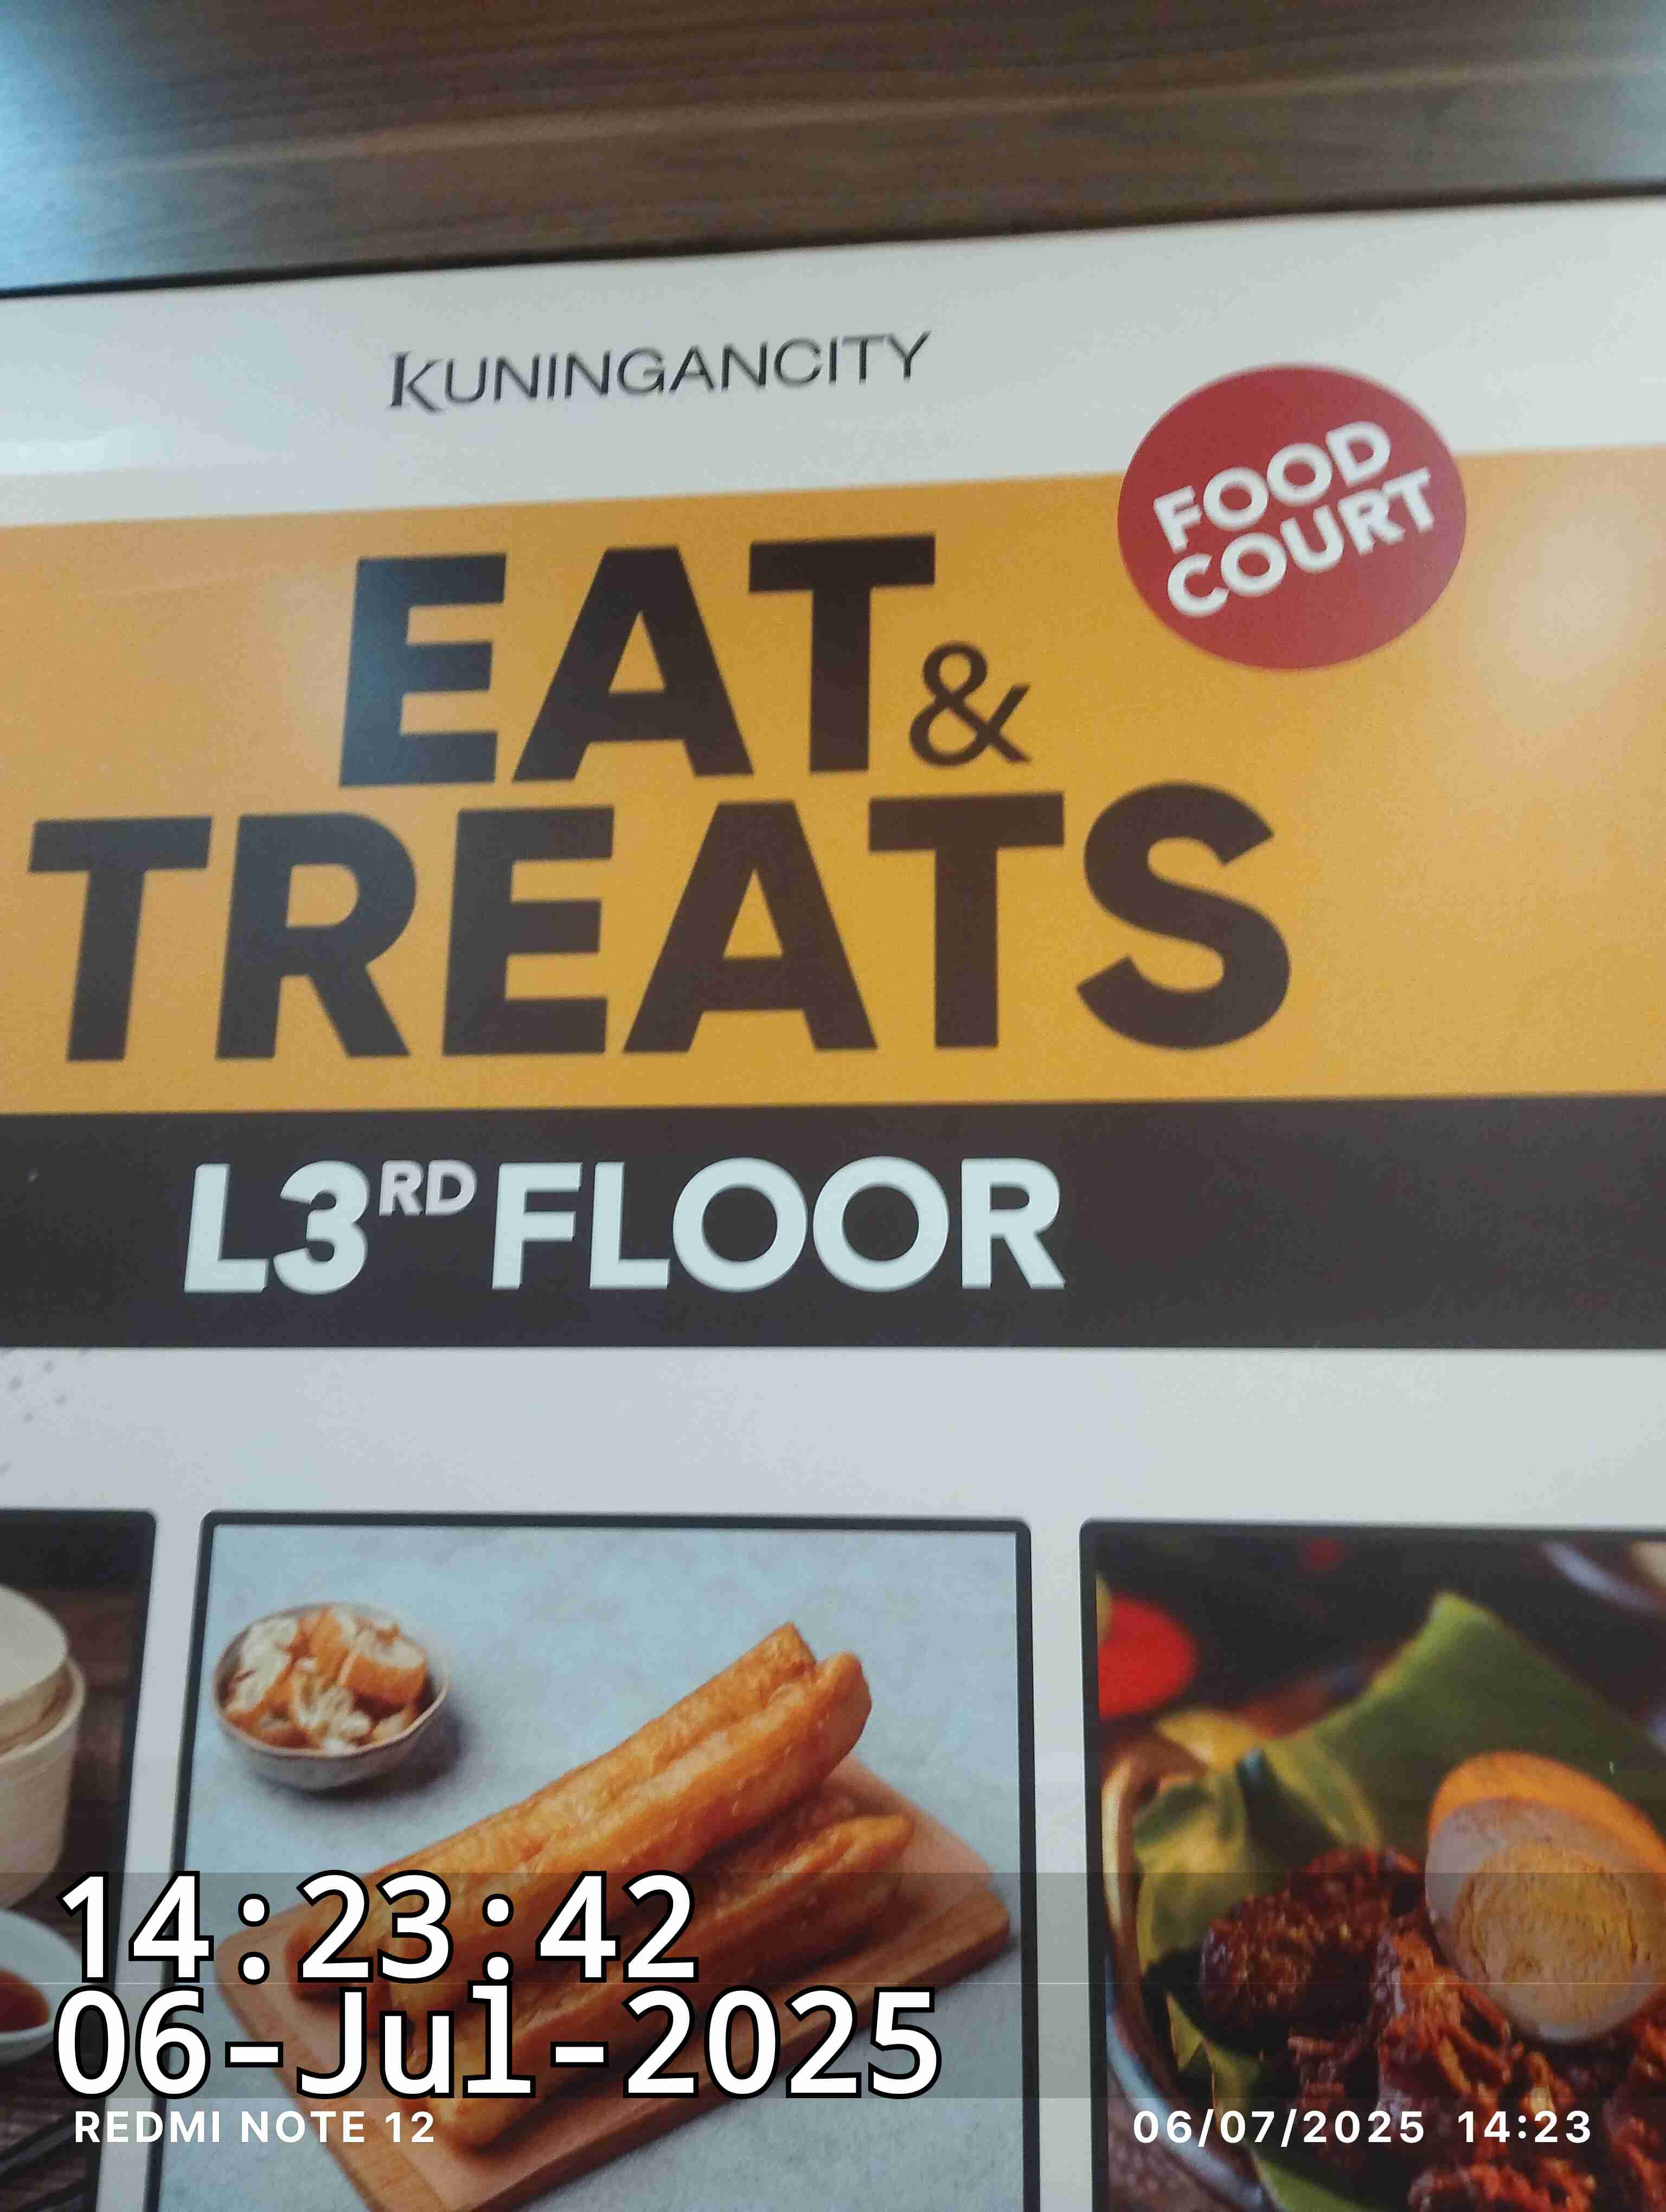 KUNINGANCITY
FOOD
COURT
EAT&
TREATS
L3RD FLOOR
14:23:42
06-Jul-2025
REDMI NOTE 12
06/07/2025 14:23